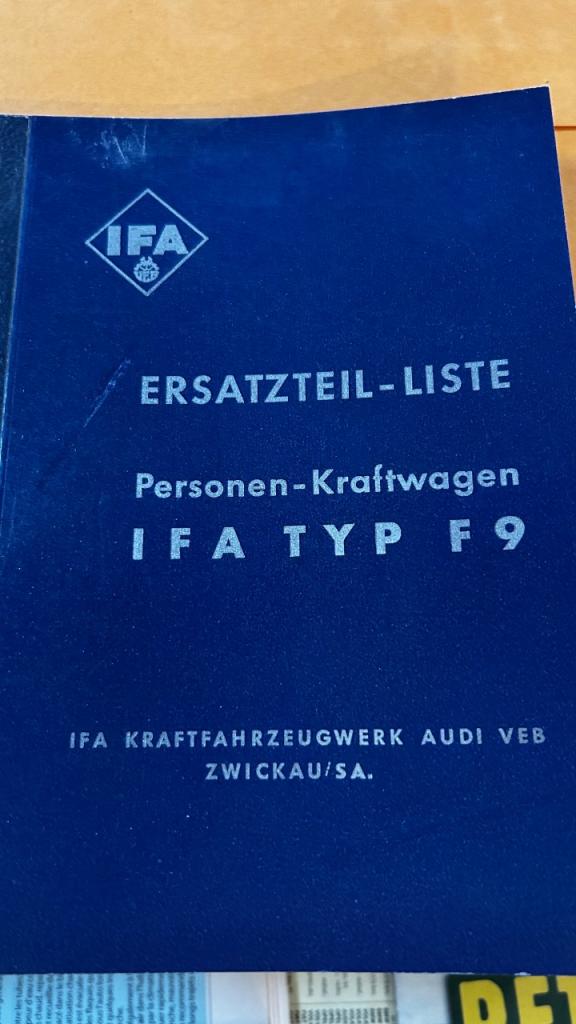 IFA
ERSATZTEIL-LISTE
Personen-Kraftwagen
IFA TYP F9
IFA KRAFTFAHRZEUGWERK AUDI VEB
ZWICKAU/SA.